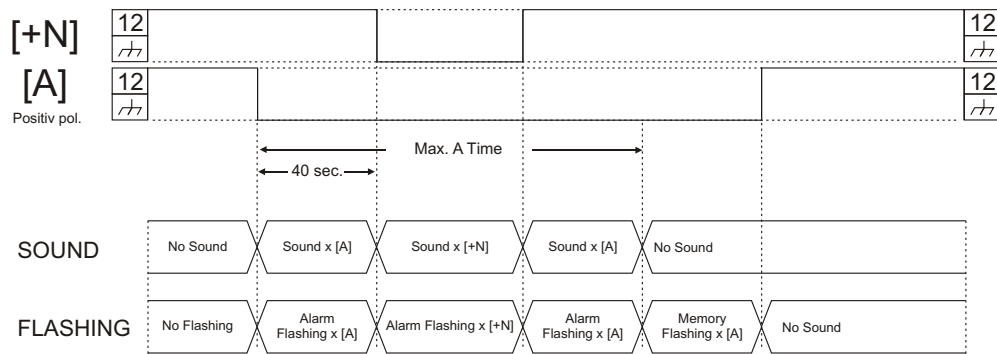 [+N] 12 12
[A] 12 12
Positiv pol.
Max. A Time
40 sec.
SOUND No Sound Sound x [A] Sound x [+N] Sound x [A] No Sound
FLASHING No Flashing Alarm Flashing x [A] Alarm Flashing x [+N] Alarm Flashing x [A] Memory Flashing x [A] No Sound